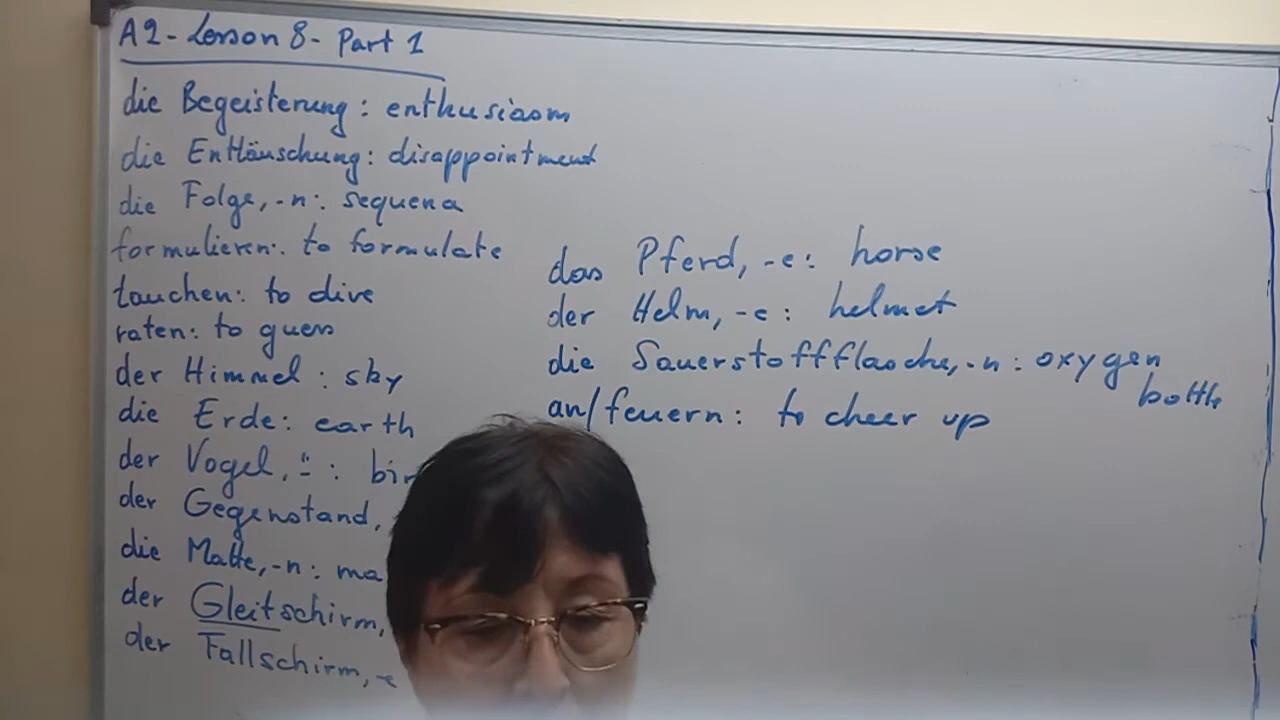 A2 - Lesson 8 - Part 1
die Begeisterung: enthusiasm
die Enttäuschung: disappointment
die Folge, -n: sequence
formulieren: to formulate
tauchen: to dive
raten: to guess
der Himmel: sky
die Erde: earth
der Vogel, ¨:
der Gegenstand,
die Matte, -n:
der Gleitschirm,
der Fallschirm, -e
das Pferd, -e: horse
der Helm, -e: helmet
die Sauerstoffflasche, -n: oxygen
bottle
an/feuern: to cheer up